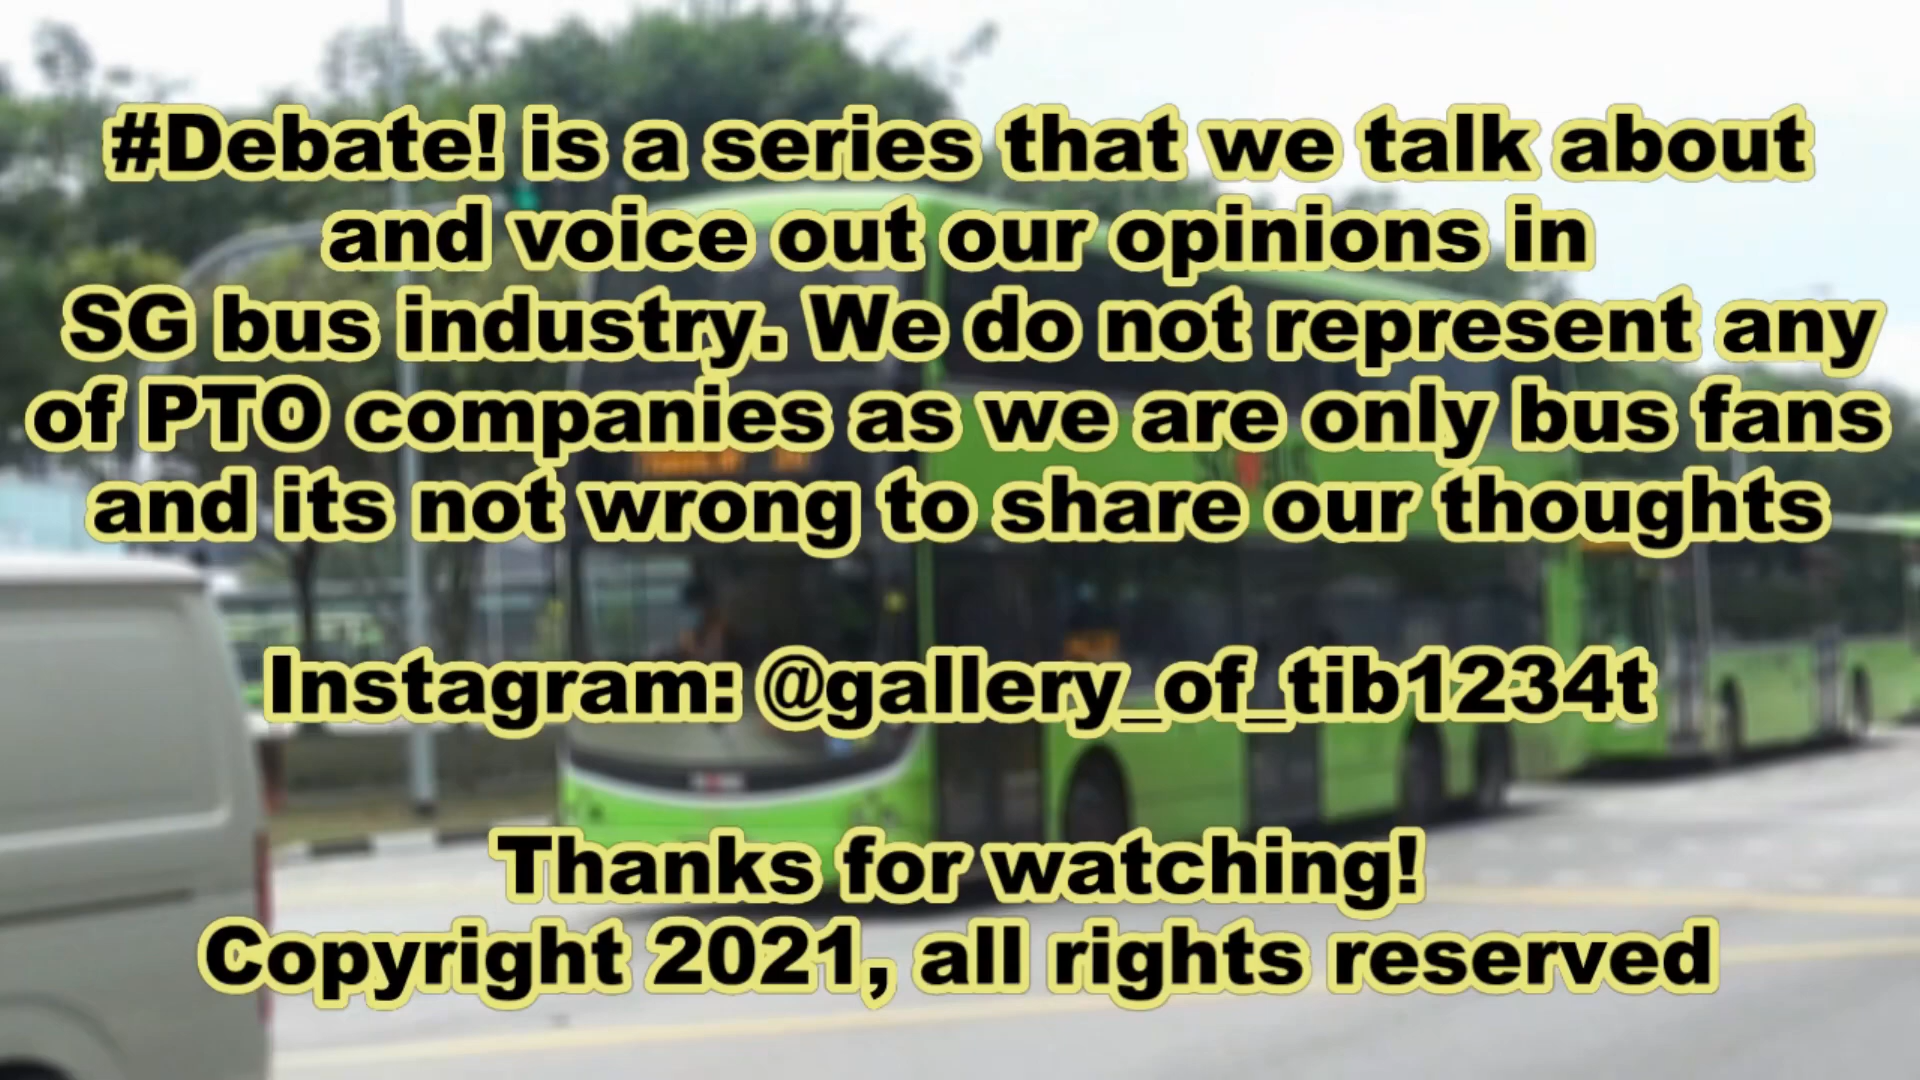 #Debate! is a series that we talk about
and voice out our opinions in
SG bus industry. We do not represent any
of PTO companies as we are only bus fans
and its not wrong to share our thoughts
Instagram: @gallery_of_tib1234t
Thanks for watching!
Copyright 2021, all rights reserved